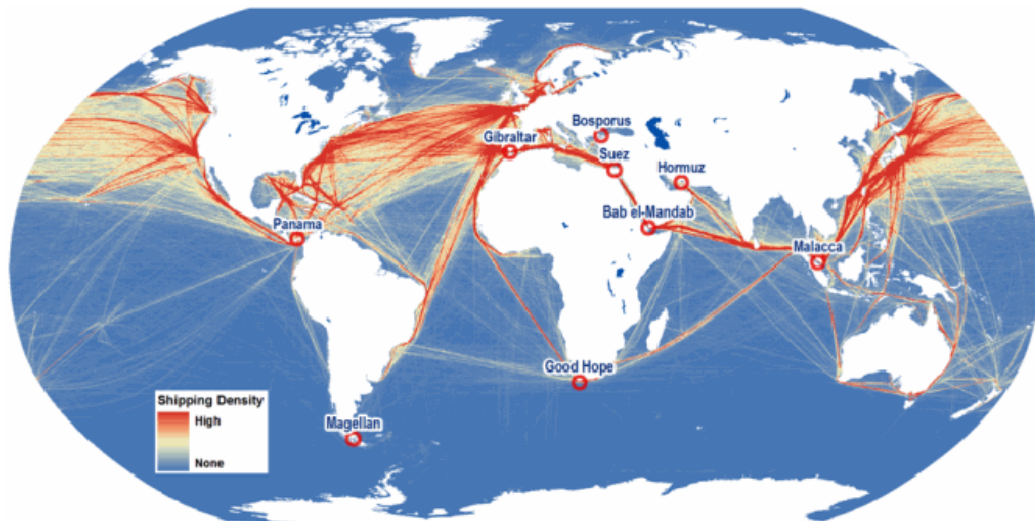 Bosporus
Gibraltar
Suez
Hormuz
Bab el-Mandab
Panama
Malacca
Good Hope
Magellan
Shipping Density
High
None